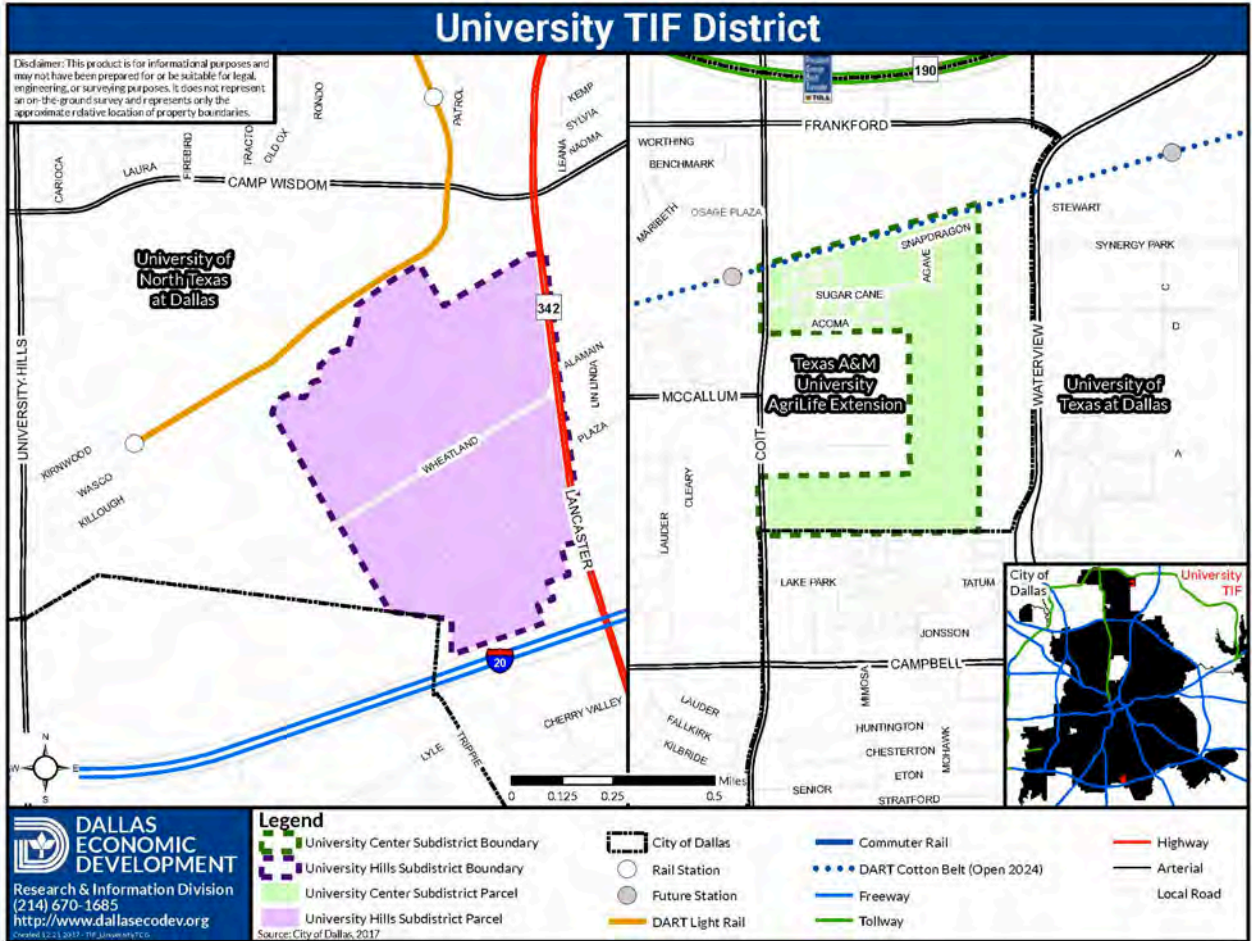 University TIF District
Disclaimer: This product is for informational purposes and
may not have been prepared for or be suitable for legal,
engineering, or surveying purposes. It does not represent
an on-the-ground survey and represents only the
approximate relative location of property boundaries.
CARIOCA
LAURA
FIREBIRD
TRACTO
OLD OX
RONDO
PATROL
KEMP
SYLVIA
NAOMA
LEANA
CAMP WISDOM
University of
North Texas
at Dallas
342
UNIVERSITY HILLS
ALAMAIN
LINLINDA
PLAZA
WHEATLAND
KIRNWOOD
WASCO
KILLOUGH
LANCASTER
20
CHERRY VALLEY
LYLE
TRIPPIE
N
W
E
S
190
TOLL
FRANKFORD
WORTHING
BENCHMARK
MARIBETH
OSAGE PLAZA
SNAPDRAGON
AGAVE
STEWART
SYNERGY PARK
SUGAR CANE
ACOMA
C
D
A
Texas A&M
University
AgriLife Extension
MCCALLUM
COIT
WATERVIEW
University of
Texas at Dallas
LAUDER
CLEARY
LAKE PARK
TATUM
JONSSON
CAMPBELL
MIMOSA
LAUDER
FALLKIRK
KILBRIDE
HUNTINGTON
CHESTERTON
MOHAWK
ETON
SENIOR
STRATFORD
Miles
0 0.125 0.25 0.5
City of
Dallas
University
TIF
DALLAS
ECONOMIC
DEVELOPMENT
Research & Information Division
(214) 670-1685
http://www.dallasecodev.org
Legend
University Center Subdistrict Boundary
University Hills Subdistrict Boundary
University Center Subdistrict Parcel
University Hills Subdistrict Parcel
Source: City of Dallas, 2017
City of Dallas
Rail Station
Future Station
DART Light Rail
Commuter Rail
DART Cotton Belt (Open 2024)
Freeway
Tollway
Highway
Arterial
Local Road